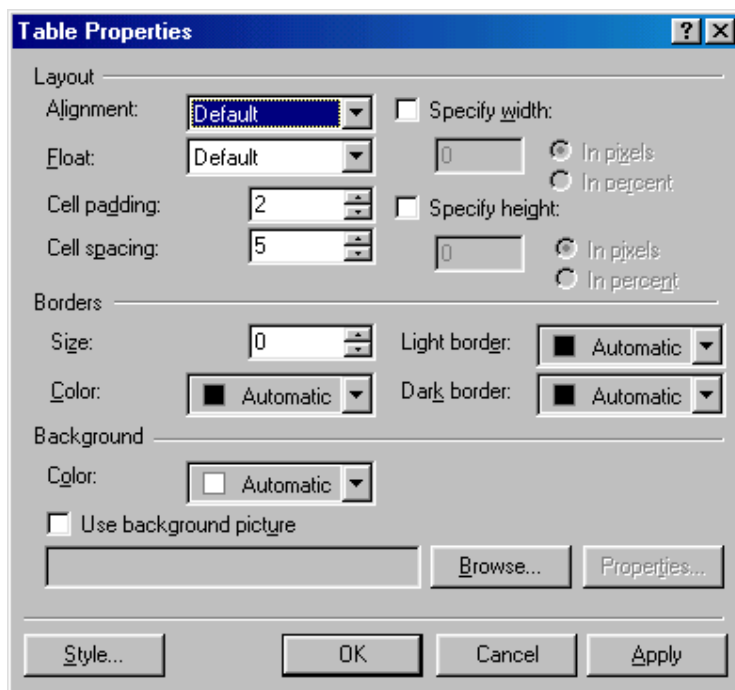 Table Properties
Layout
Alignment: Default Specify width:
Float: Default 0 In pixels
In percent
Cell padding: 2 Specify height:
Cell spacing: 5 0 In pixels
In percent
Borders
Size: 0 Light border: Automatic
Color: Automatic Dark border: Automatic
Background
Color: Automatic
Use background picture
Browse... Properties...
Style... OK Cancel Apply